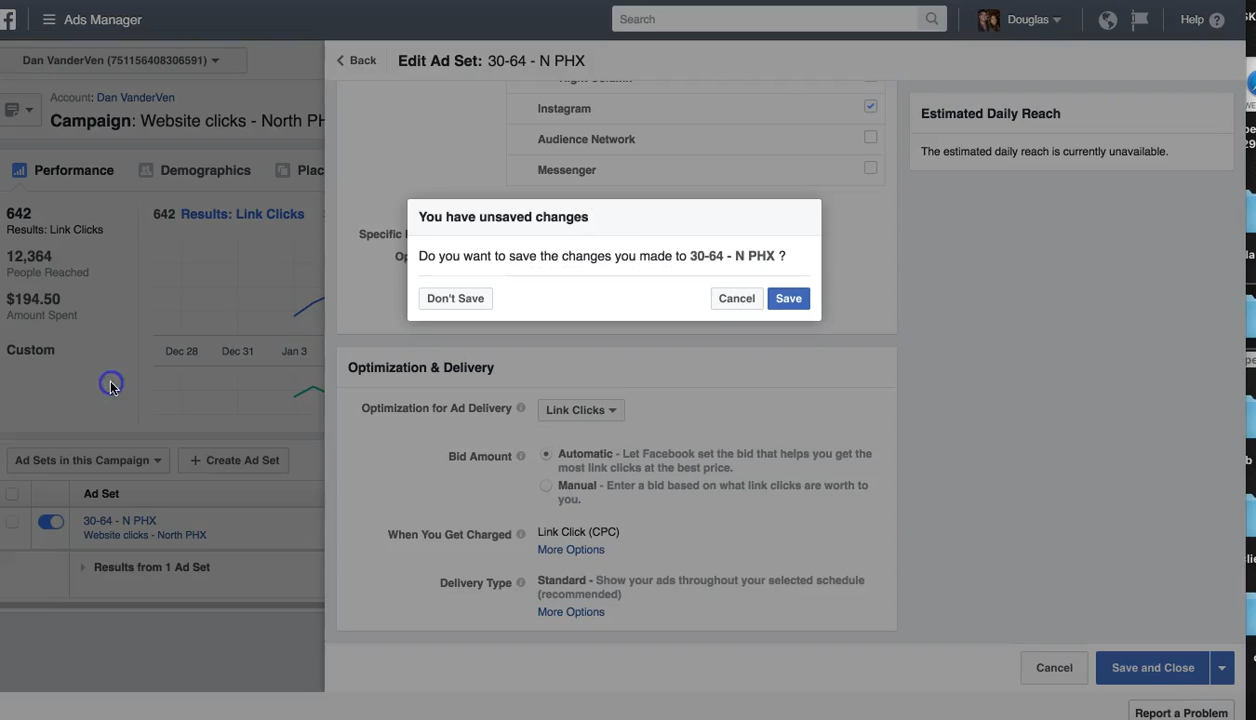 f Ads Manager
Search
Douglas
Help ?
Dan VanderVen (751156408306591)
Back
Edit Ad Set: 30-64 - N PHX
Account: Dan VanderVen
Campaign: Website clicks - North PH
Performance
Demographics
Plac
642
Results: Link Clicks
12,364
People Reached
$194.50
Amount Spent
Custom
642 Results: Link Clicks
Dec 28
Dec 31
Jan 3
Ad Sets in this Campaign
+ Create Ad Set
Ad Set
30-64 - N PHX
Website clicks - North PHX
Results from 1 Ad Set
Instagram
Audience Network
Messenger
Specific
Op
You have unsaved changes
Do you want to save the changes you made to 30-64 - N PHX ?
Don't Save
Cancel
Save
Optimization & Delivery
Optimization for Ad Delivery
Link Clicks
Bid Amount
Automatic - Let Facebook set the bid that helps you get the
most link clicks at the best price.
Manual - Enter a bid based on what link clicks are worth to
you.
When You Get Charged
Link Click (CPC)
More Options
Delivery Type
Standard - Show your ads throughout your selected schedule
(recommended)
More Options
Estimated Daily Reach
The estimated daily reach is currently unavailable.
Cancel
Save and Close
Report a Problem